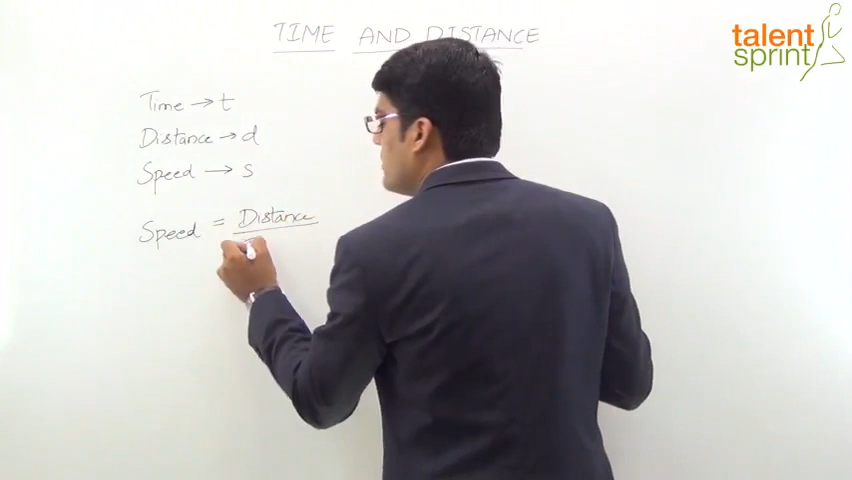 TIME AND DISTANCE
talent
sprint
Time → t
Distance → d
Speed → s
Speed = Distance